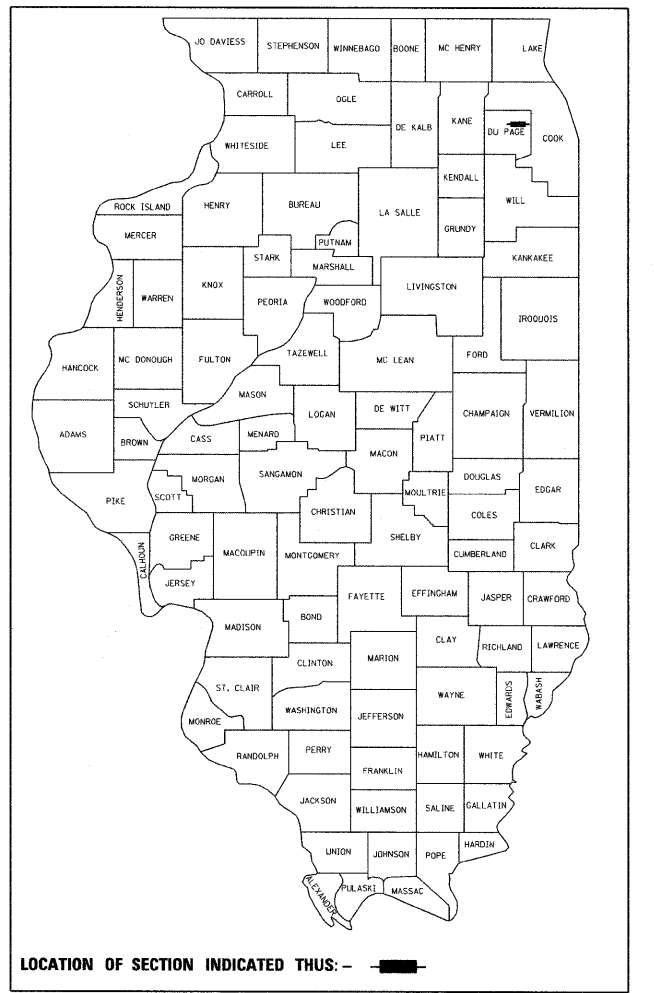 JO DAVIESS
STEPHENSON
WINNEBAGO
BOONE
MC HENRY
LAKE
CARROLL
OGLE
DE KALB
KANE
DU PAGE
COOK
WHITESIDE
LEE
KENDALL
ROCK ISLAND
HENRY
BUREAU
LA SALLE
WILL
GRUNDY
MERCER
PUTNAM
STARK
MARSHALL
KANKAKEE
HENDERSON
WARREN
KNOX
PEORIA
WOODFORD
LIVINGSTON
IROQUOIS
HANCOCK
MC DONOUGH
FULTON
TAZEWELL
MC LEAN
FORD
SCHUYLER
MASON
LOGAN
DE WITT
CHAMPAIGN
VERMILION
ADAMS
BROWN
CASS
MENARD
PIATT
MACON
PIKE
SCOTT
MORGAN
SANGAMON
CHRISTIAN
MOULTRIE
DOUGLAS
EDGAR
COLES
CALHOUN
GREENE
MACOUPIN
MONTGOMERY
SHELBY
CUMBERLAND
CLARK
JERSEY
FAYETTE
EFFINGHAM
JASPER
CRAWFORD
MADISON
BOND
CLAY
RICHLAND
LAWRENCE
CLINTON
MARION
ST. CLAIR
WAYNE
EDWARDS
WABASH
MONROE
WASHINGTON
JEFFERSON
RANDOLPH
PERRY
HAMILTON
WHITE
FRANKLIN
JACKSON
WILLIAMSON
SALINE
GALLATIN
UNION
JOHNSON
POPE
HARDIN
ALEXANDER
PULASKI
MASSAC
LOCATION OF SECTION INDICATED THUS: –